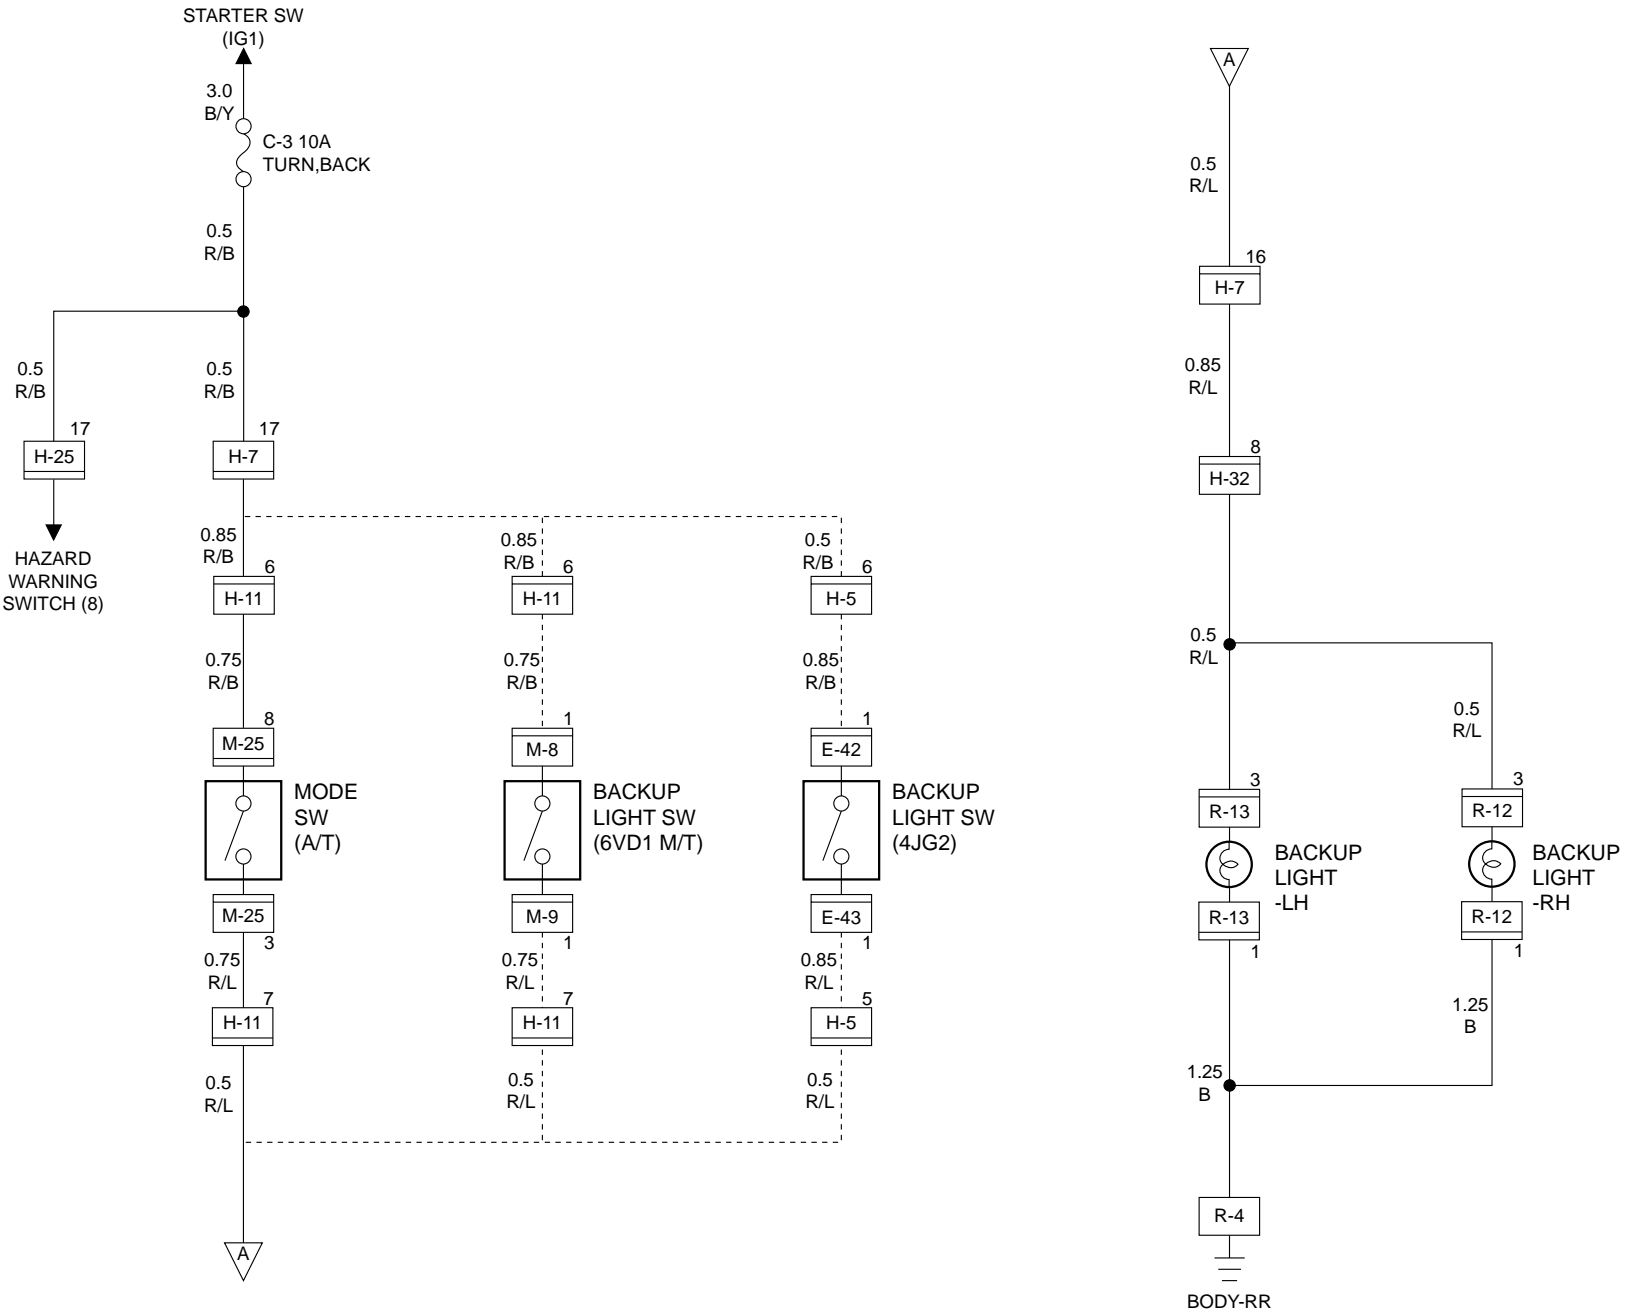 STARTER SW
(IG1)
3.0
B/Y
C-3 10A
TURN,BACK
0.5
R/B
0.5
R/B
0.5
R/B
17
H-25
17
H-7
HAZARD
WARNING
SWITCH (8)
0.85
R/B
6
H-11
0.75
R/B
8
M-25
MODE
SW
(A/T)
M-25
3
0.75
R/L
7
H-11
0.5
R/L
A
0.85
R/B
6
H-11
0.75
R/B
1
M-8
BACKUP
LIGHT SW
(6VD1 M/T)
M-9
1
0.75
R/L
7
H-11
0.5
R/L
0.5
R/B
6
H-5
0.85
R/B
1
E-42
BACKUP
LIGHT SW
(4JG2)
E-43
1
0.85
R/L
5
H-5
0.5
R/L
A
0.5
R/L
16
H-7
0.85
R/L
8
H-32
0.5
R/L
3
R-13
BACKUP
LIGHT
-LH
R-13
1
0.5
R/L
3
R-12
BACKUP
LIGHT
-RH
R-12
1
1.25
B
1.25
B
R-4
BODY-RR